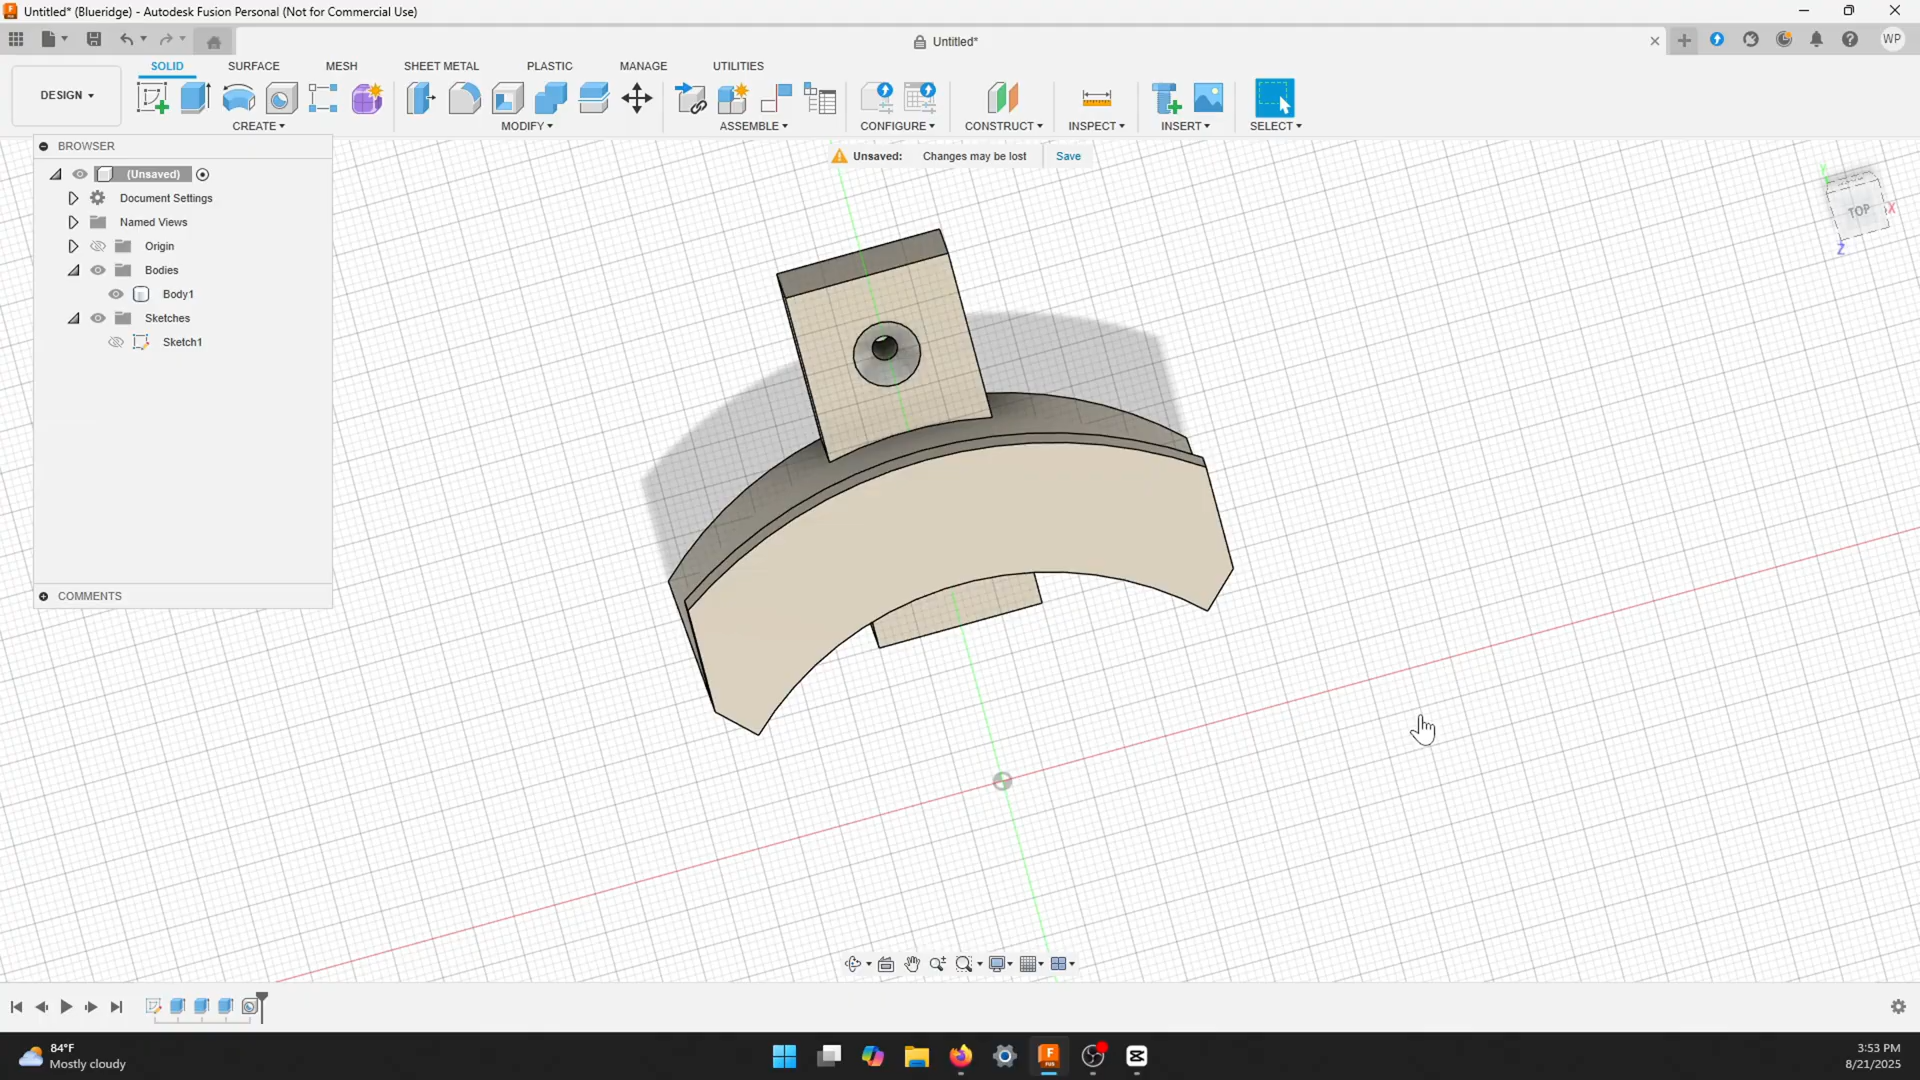 Untitled* (Blueridge) - Autodesk Fusion Personal (Not for Commercial Use)
Untitled*
WP
DESIGN
SOLID
SURFACE
MESH
SHEET METAL
PLASTIC
MANAGE
UTILITIES
CREATE
MODIFY
ASSEMBLE
CONFIGURE
CONSTRUCT
INSPECT
INSERT
SELECT
BROWSER
Unsaved: Changes may be lost Save
(Unsaved)
Document Settings
Named Views
Origin
Bodies
Body1
Sketches
Sketch1
COMMENTS
Y
TOP
X
Z
84°F
Mostly cloudy
F
FUS
3:53 PM
8/21/2025